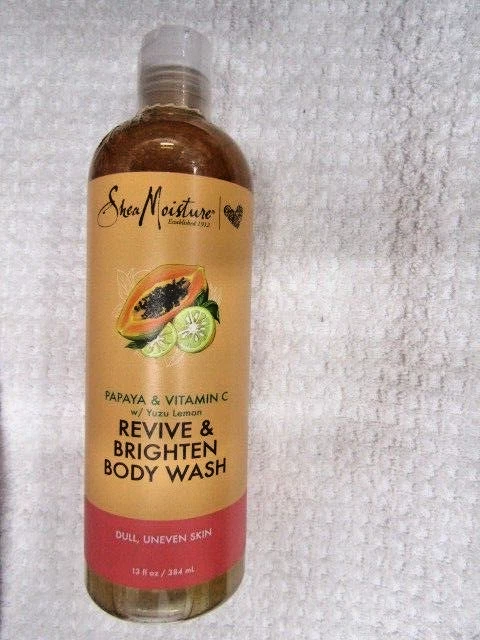 SheaMoisture
Established 1912
PAPAYA & VITAMIN C
w/ Yuzu Lemon
REVIVE &
BRIGHTEN
BODY WASH
DULL, UNEVEN SKIN
13 fl oz / 384 mL